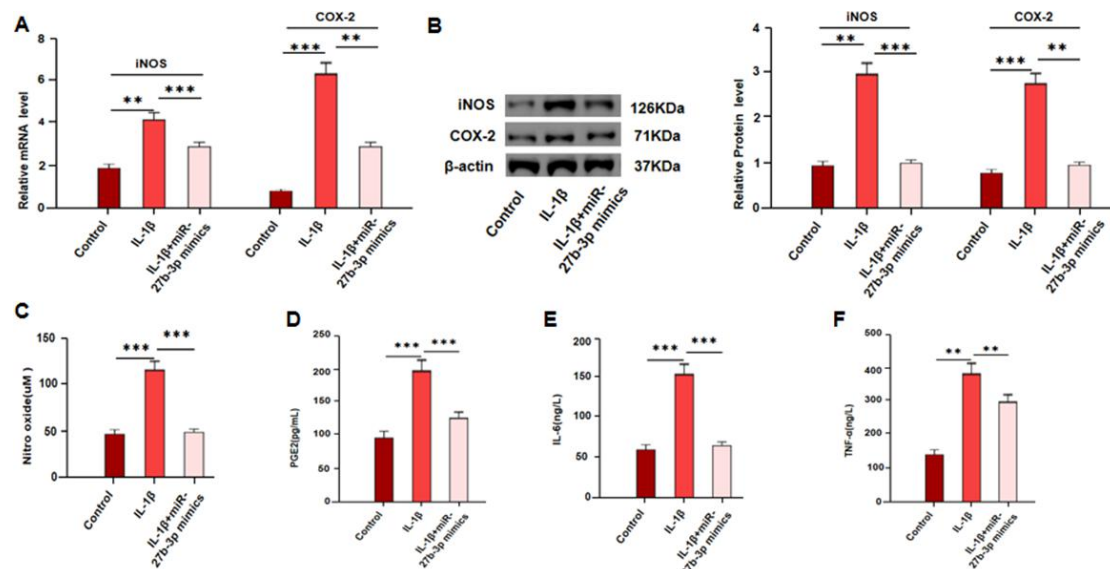 A
COX-2
*** **
iNOS
** ***
Relative mRNA level
8
6
4
2
0
Control
IL-1β
IL-1β+miR-
27b-3p mimics
Control
IL-1β
IL-1β+miR-
27b-3p mimics
B
iNOS 126KDa
COX-2 71KDa
β-actin 37KDa
Control
IL-1β
IL-1β+miR-
27b-3p mimics
iNOS
** ***
COX-2
*** **
Relative Protein level
4
3
2
1
0
Control
IL-1β
IL-1β+miR-
27b-3p mimics
Control
IL-1β
IL-1β+miR-
27b-3p mimics
C
*** ***
Nitro oxide(uM )
150
100
50
0
Control
IL-1β
IL-1β+miR-
27b-3p mimics
D
*** ***
PGE2(pg/mL)
250
200
150
100
50
0
Control
IL-1β
IL-1β+miR-
27b-3p mimics
E
*** ***
IL-6(ng/L)
200
150
100
50
0
Control
IL-1β
IL-1β+miR-
27b-3p mimics
F
** **
TNF-α(ng/L)
500
400
300
200
100
0
Control
IL-1β
IL-1β+miR-
27b-3p mimics